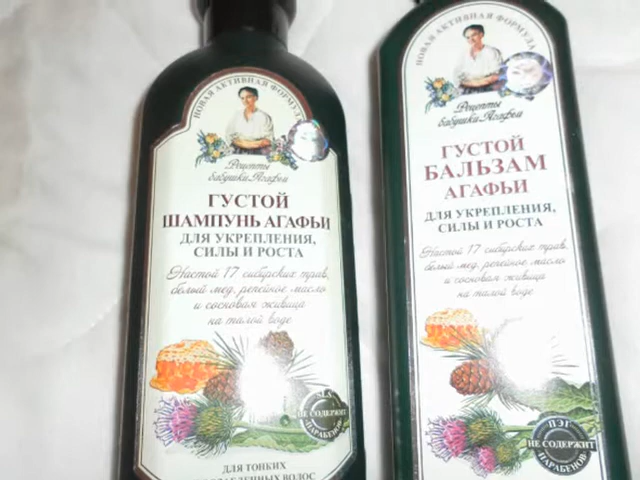 НОВАЯ АКТИВНАЯ ФОРМУЛА
Рецепты
бабушки Агафьи
ГУСТОЙ
ШАМПУНЬ АГАФЬИ
ДЛЯ УКРЕПЛЕНИЯ,
СИЛЫ И РОСТА
Настой 17 сибирских трав,
белый мед, репейное масло
и сосновая живица
на талой воде
SLS
НЕ СОДЕРЖИТ
ПАРАБЕНОВ
ДЛЯ ТОНКИХ
ВОЛОС
НОВАЯ АКТИВНАЯ ФОРМУЛА
Рецепты
бабушки Агафьи
ГУСТОЙ
БАЛЬЗАМ
АГАФЬИ
ДЛЯ УКРЕПЛЕНИЯ,
СИЛЫ И РОСТА
Настой 17 сибирских трав,
белый мед, репейное масло
и сосновая живица
на талой воде
ПЭГ
НЕ СОДЕРЖИТ
ПАРАБЕНОВ